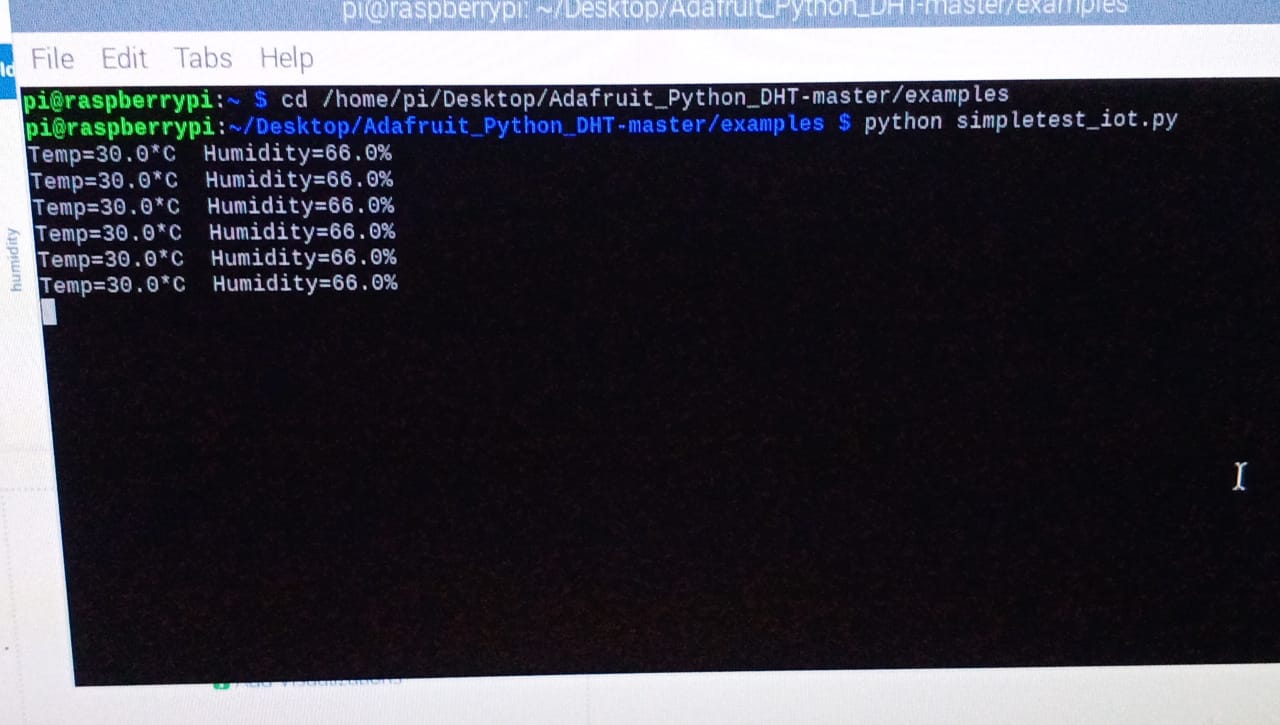 pi@raspberrypi: ~/Desktop/Adafruit_Python_DHT-master/examples
File Edit Tabs Help
pi@raspberrypi:~ $ cd /home/pi/Desktop/Adafruit_Python_DHT-master/examples
pi@raspberrypi:~/Desktop/Adafruit_Python_DHT-master/examples $ python simpletest_iot.py
Temp=30.0*C Humidity=66.0%
Temp=30.0*C Humidity=66.0%
Temp=30.0*C Humidity=66.0%
Temp=30.0*C Humidity=66.0%
Temp=30.0*C Humidity=66.0%
Temp=30.0*C Humidity=66.0%
humidity